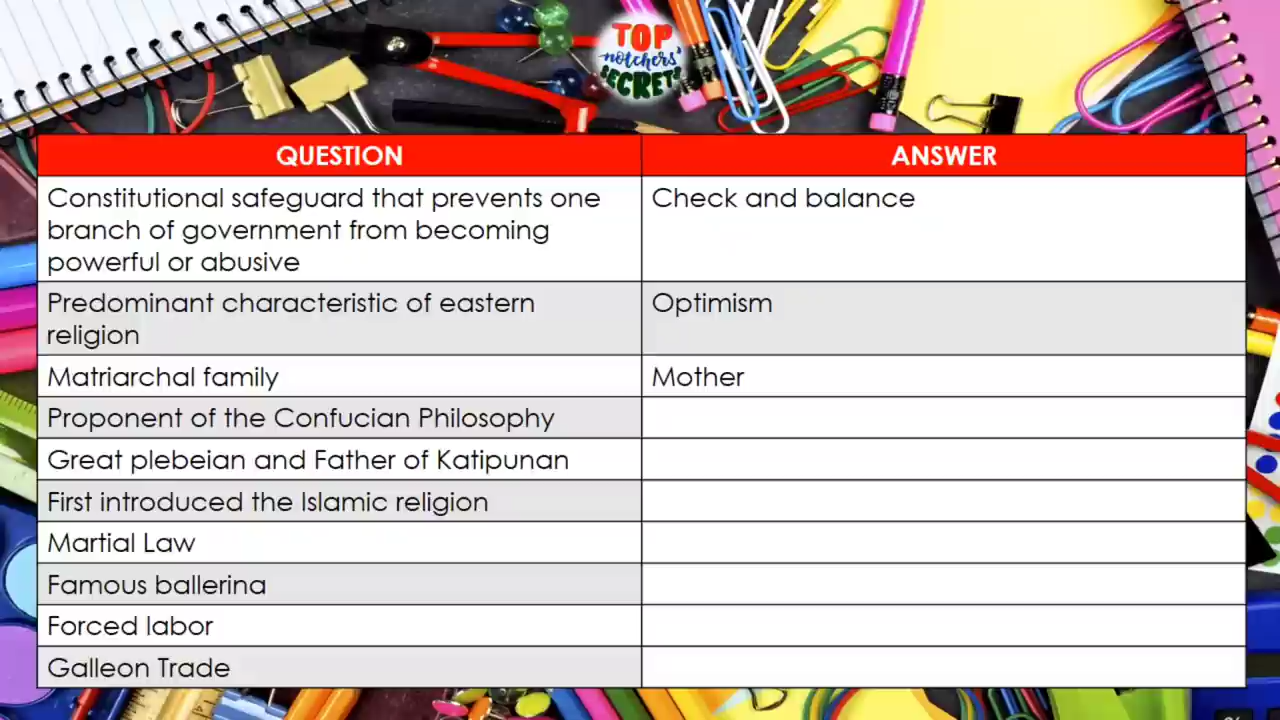 TOP
notchers'
SECRETS
QUESTION
ANSWER
Constitutional safeguard that prevents one
branch of government from becoming
powerful or abusive
Check and balance
Predominant characteristic of eastern
religion
Optimism
Matriarchal family
Mother
Proponent of the Confucian Philosophy
Great plebeian and Father of Katipunan
First introduced the Islamic religion
Martial Law
Famous ballerina
Forced labor
Galleon Trade